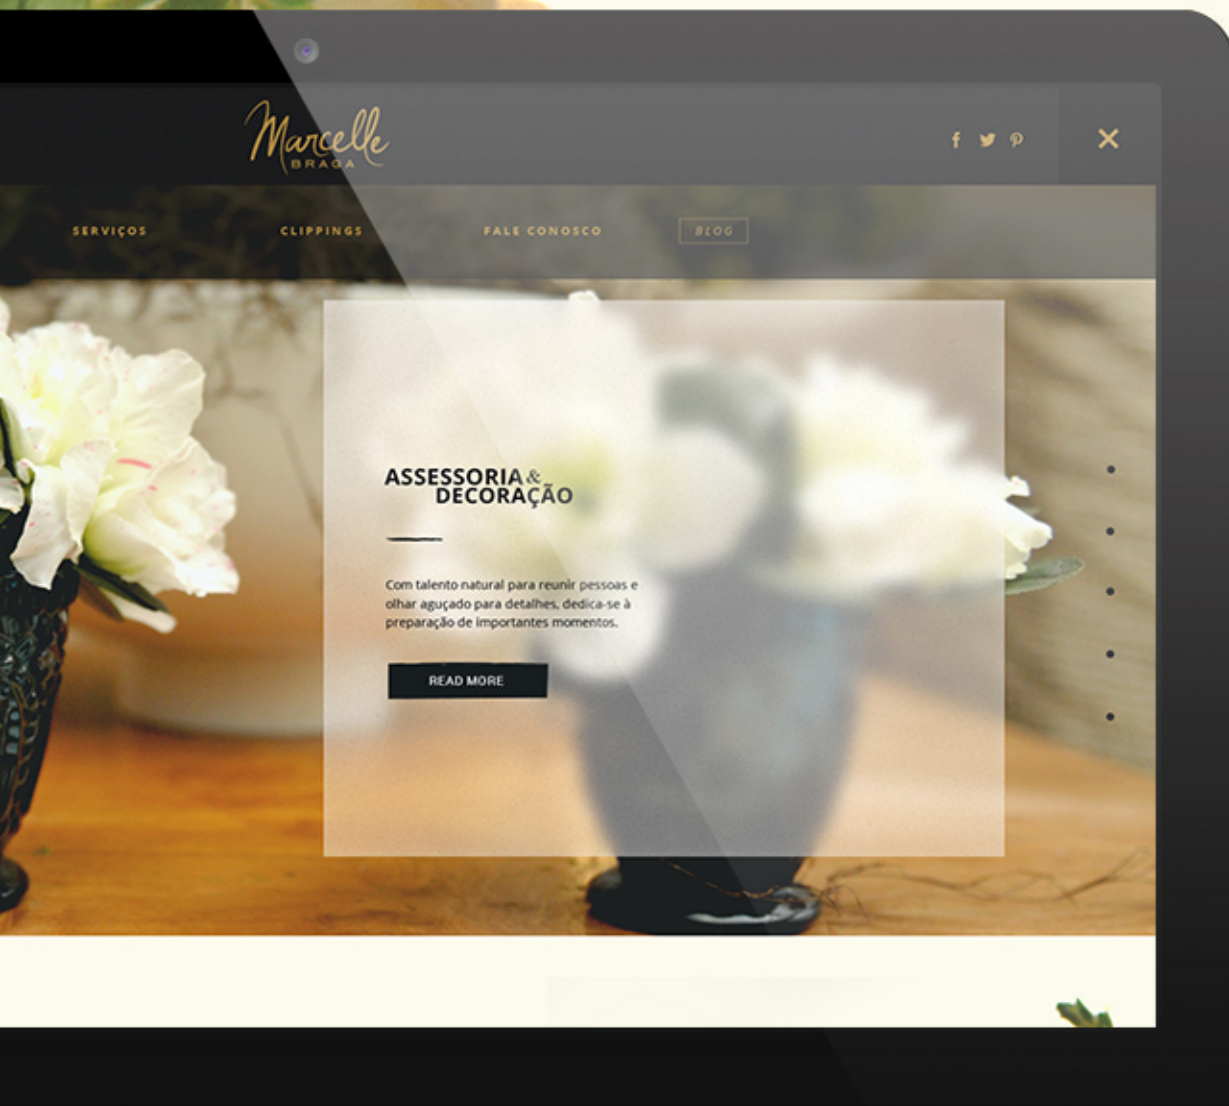 Marcelle
BRAGA
SERVIÇOS
CLIPPINGS
FALE CONOSCO
BLOG
ASSESSORIA &
DECORAÇÃO
Com talento natural para reunir pessoas e
olhar aguçado para detalhes, dedica-se à
preparação de importantes momentos.
READ MORE